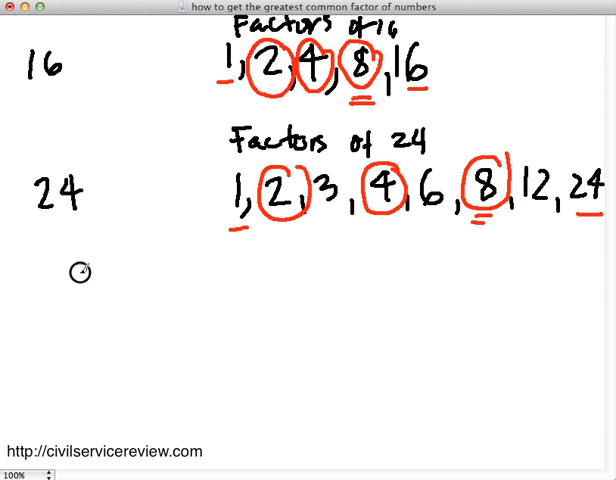 how to get the greatest common factor of numbers
Factors of 16
16 1, 2, 4, 8, 16
Factors of 24
24 1, 2, 3, 4, 6, 8, 12, 24
http://civilservicereview.com
100%